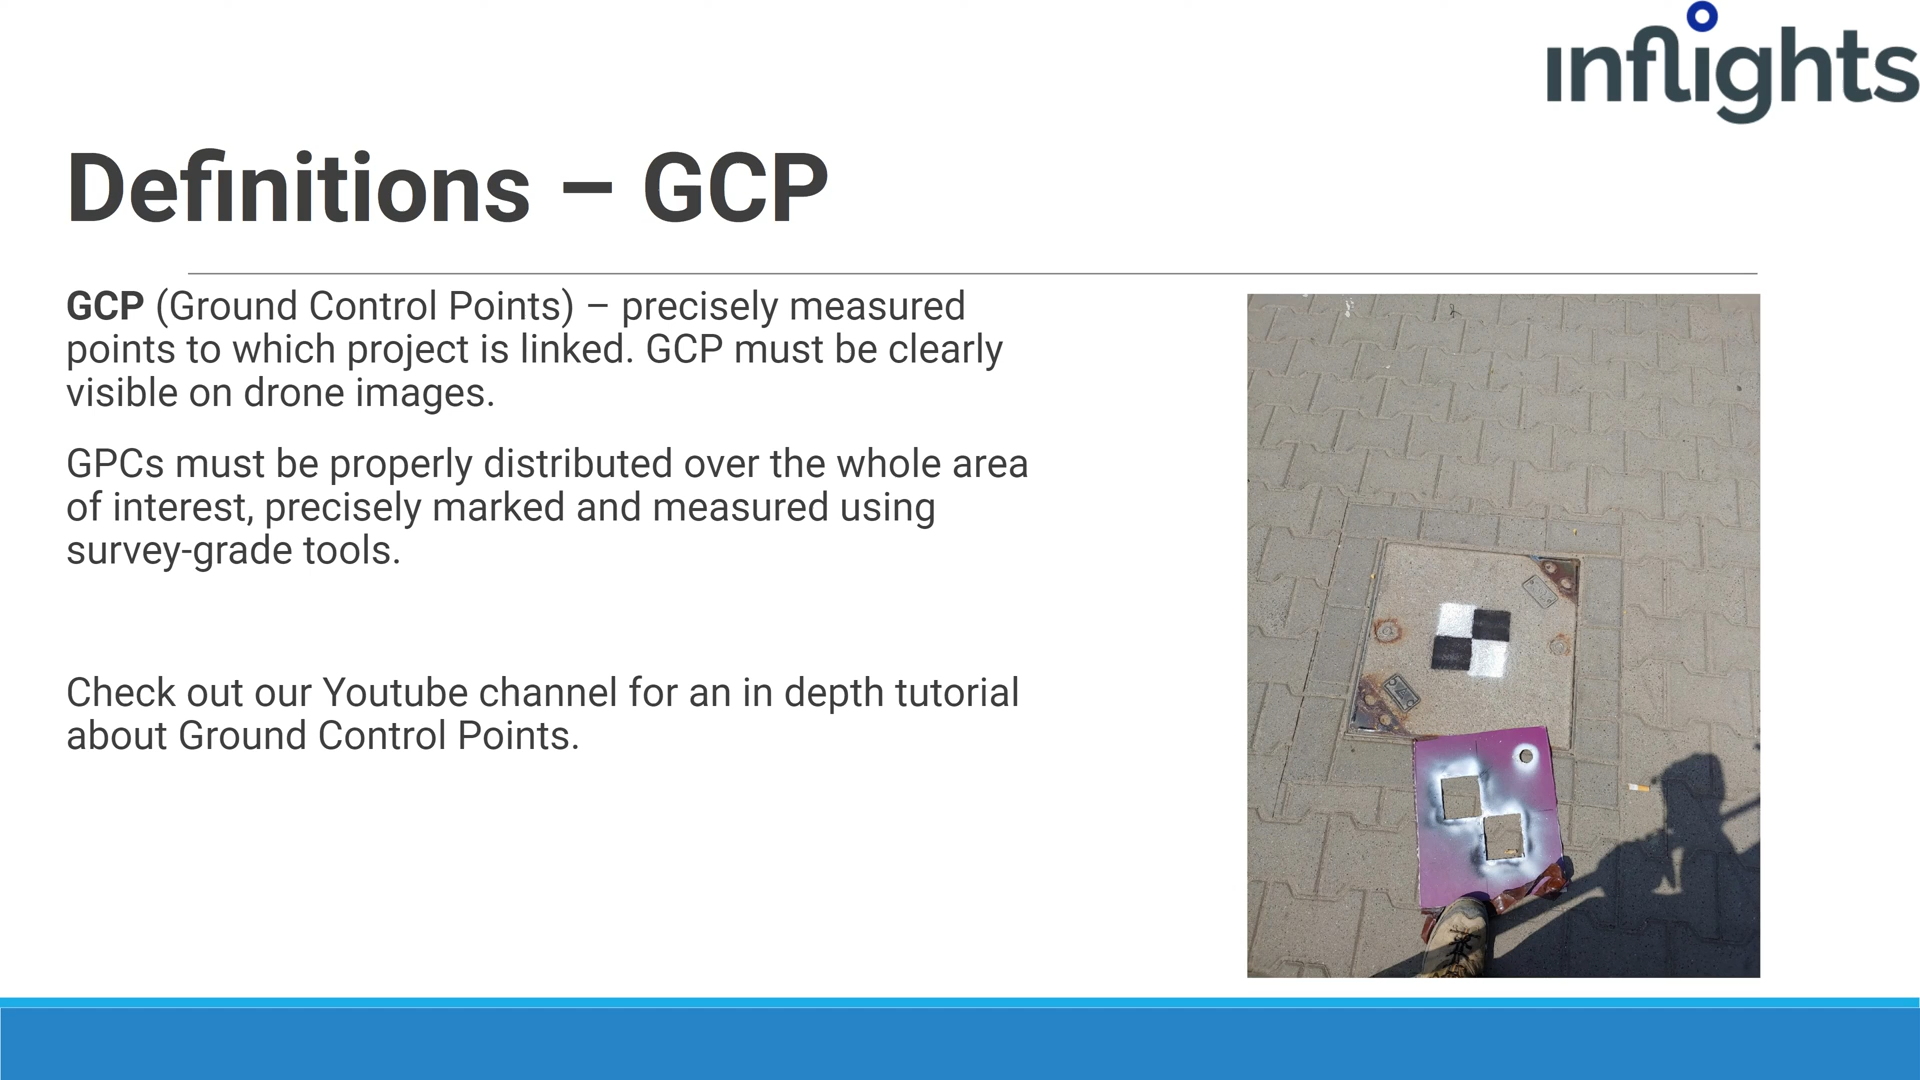 inflights
Definitions – GCP
GCP (Ground Control Points) – precisely measured
points to which project is linked. GCP must be clearly
visible on drone images.
GPCs must be properly distributed over the whole area
of interest, precisely marked and measured using
survey-grade tools.
Check out our Youtube channel for an in depth tutorial
about Ground Control Points.